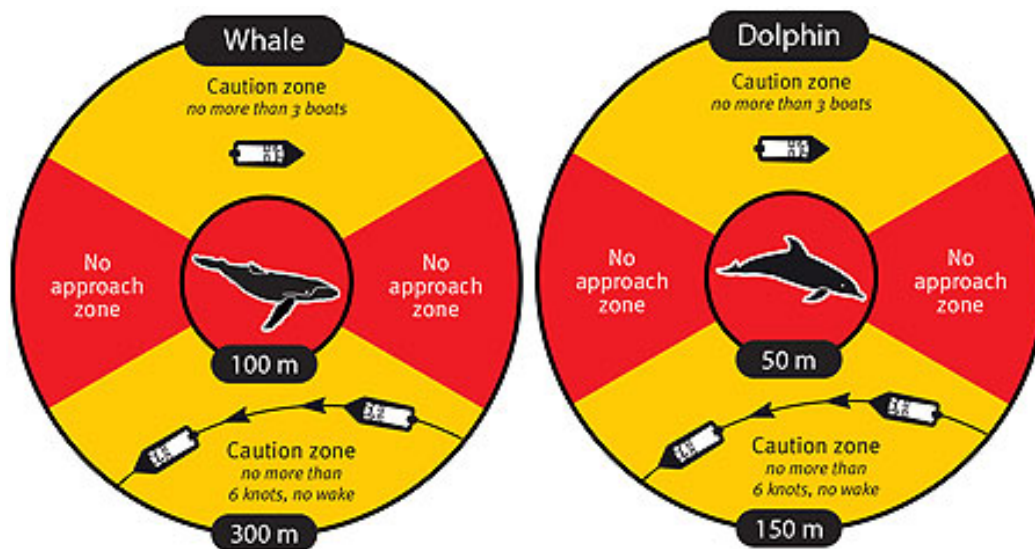 Whale
Caution zone
no more than 3 boats
No
approach
zone
No
approach
zone
100 m
Caution zone
no more than
6 knots, no wake
300 m
Dolphin
Caution zone
no more than 3 boats
No
approach
zone
No
approach
zone
50 m
Caution zone
no more than
6 knots, no wake
150 m